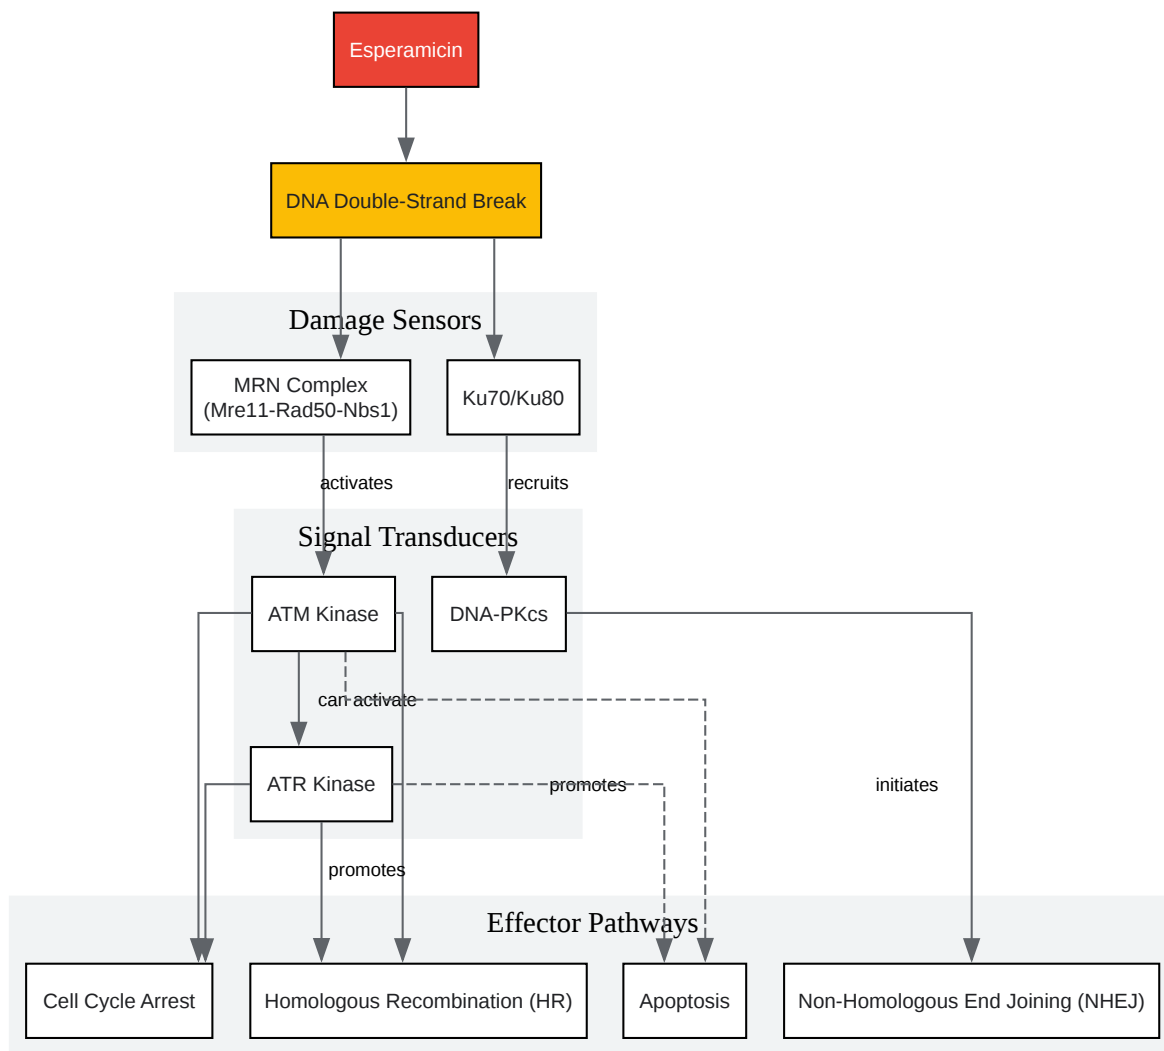 Esperamicin
DNA Double-Strand Break
Damage Sensors
MRN Complex
(Mre11-Rad50-Nbs1)
Ku70/Ku80
activates
recruits
Signal Transducers
ATM Kinase
DNA-PKcs
can activate
ATR Kinase
promotes
initiates
promotes
Effector Pathways
Cell Cycle Arrest
Homologous Recombination (HR)
Apoptosis
Non-Homologous End Joining (NHEJ)